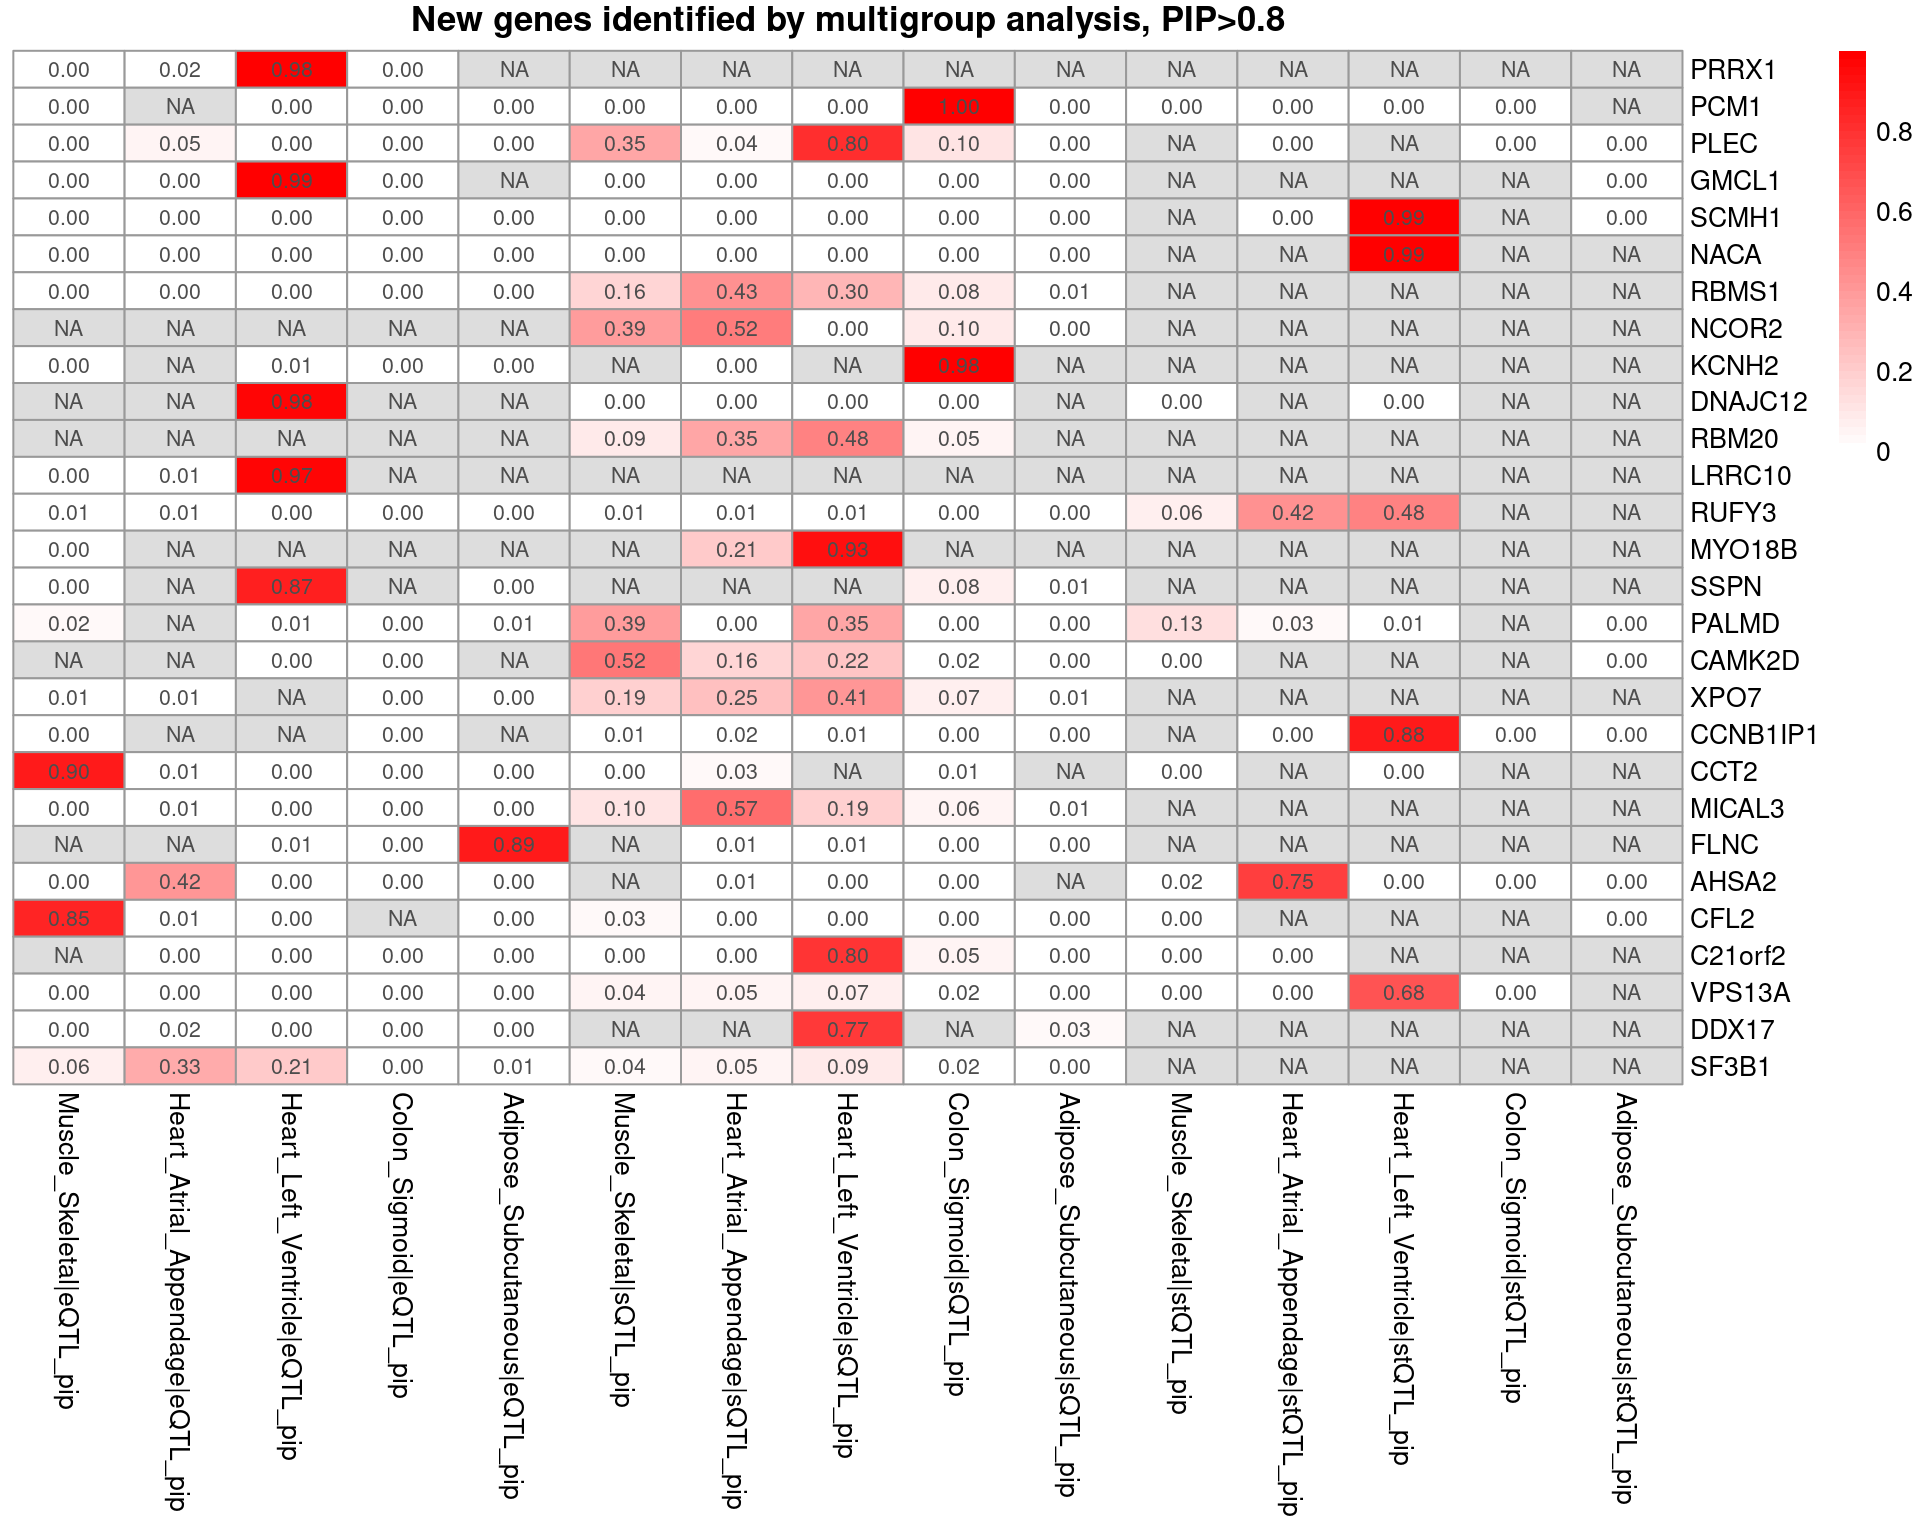 New genes identified by multigroup analysis, PIP>0.8
0.00 0.02 0.98 0.00 NA NA NA NA NA NA NA NA NA NA NA PRRX1
0.00 NA 0.00 0.00 0.00 0.00 0.00 0.00 1.00 0.00 0.00 0.00 0.00 0.00 NA PCM1
0.00 0.05 0.00 0.00 0.00 0.35 0.04 0.80 0.10 0.00 NA 0.00 NA 0.00 0.00 PLEC
0.00 0.00 0.99 0.00 NA 0.00 0.00 0.00 0.00 0.00 NA NA NA NA 0.00 GMCL1
0.00 0.00 0.00 0.00 0.00 0.00 0.00 0.00 0.00 0.00 NA 0.00 0.99 NA 0.00 SCMH1
0.00 0.00 0.00 0.00 0.00 0.00 0.00 0.00 0.00 0.00 NA NA 0.99 NA NA NACA
0.00 0.00 0.00 0.00 0.00 0.16 0.43 0.30 0.08 0.01 NA NA NA NA NA RBMS1
NA NA NA NA NA 0.39 0.52 0.00 0.10 0.00 NA NA NA NA NA NCOR2
0.00 NA 0.01 0.00 0.00 NA 0.00 NA 0.98 NA NA NA NA NA NA KCNH2
NA NA 0.98 NA NA 0.00 0.00 0.00 0.00 NA 0.00 NA 0.00 NA NA DNAJC12
NA NA NA NA NA 0.09 0.35 0.48 0.05 NA NA NA NA NA NA RBM20
0.00 0.01 0.97 NA NA NA NA NA NA NA NA NA NA NA NA LRRC10
0.01 0.01 0.00 0.00 0.00 0.01 0.01 0.01 0.00 0.00 0.06 0.42 0.48 NA NA RUFY3
0.00 NA NA NA NA NA 0.21 0.93 NA NA NA NA NA NA NA MYO18B
0.00 NA 0.87 NA 0.00 NA NA NA 0.08 0.01 NA NA NA NA NA SSPN
0.02 NA 0.01 0.00 0.01 0.39 0.00 0.35 0.00 0.00 0.13 0.03 0.01 NA 0.00 PALMD
NA NA 0.00 0.00 NA 0.52 0.16 0.22 0.02 0.00 0.00 NA NA NA 0.00 CAMK2D
0.01 0.01 NA 0.00 0.00 0.19 0.25 0.41 0.07 0.01 NA NA NA NA NA XPO7
0.00 NA NA 0.00 NA 0.01 0.02 0.01 0.00 0.00 NA 0.00 0.88 0.00 0.00 CCNB1IP1
0.90 0.01 0.00 0.00 0.00 0.00 0.03 NA 0.01 NA 0.00 NA 0.00 NA NA CCT2
0.00 0.01 0.00 0.00 0.00 0.10 0.57 0.19 0.06 0.01 NA NA NA NA NA MICAL3
NA NA 0.01 0.00 0.89 NA 0.01 0.01 0.00 0.00 NA NA NA NA NA FLNC
0.00 0.42 0.00 0.00 0.00 NA 0.01 0.00 0.00 NA 0.02 0.75 0.00 0.00 0.00 AHSA2
0.85 0.01 0.00 NA 0.00 0.03 0.00 0.00 0.00 0.00 0.00 NA NA NA 0.00 CFL2
NA 0.00 0.00 0.00 0.00 0.00 0.00 0.80 0.05 0.00 0.00 0.00 NA NA NA C21orf2
0.00 0.00 0.00 0.00 0.00 0.04 0.05 0.07 0.02 0.00 0.00 0.00 0.68 0.00 NA VPS13A
0.00 0.02 0.00 0.00 0.00 NA NA 0.77 NA 0.03 NA NA NA NA NA DDX17
0.06 0.33 0.21 0.00 0.01 0.04 0.05 0.09 0.02 0.00 NA NA NA NA NA SF3B1
Muscle_Skeletal|eQTL_pip
Heart_Atrial_Appendage|eQTL_pip
Heart_Left_Ventricle|eQTL_pip
Colon_Sigmoid|eQTL_pip
Adipose_Subcutaneous|eQTL_pip
Muscle_Skeletal|sQTL_pip
Heart_Atrial_Appendage|sQTL_pip
Heart_Left_Ventricle|sQTL_pip
Colon_Sigmoid|sQTL_pip
Adipose_Subcutaneous|sQTL_pip
Muscle_Skeletal|stQTL_pip
Heart_Atrial_Appendage|stQTL_pip
Heart_Left_Ventricle|stQTL_pip
Colon_Sigmoid|stQTL_pip
Adipose_Subcutaneous|stQTL_pip
0.8
0.6
0.4
0.2
0